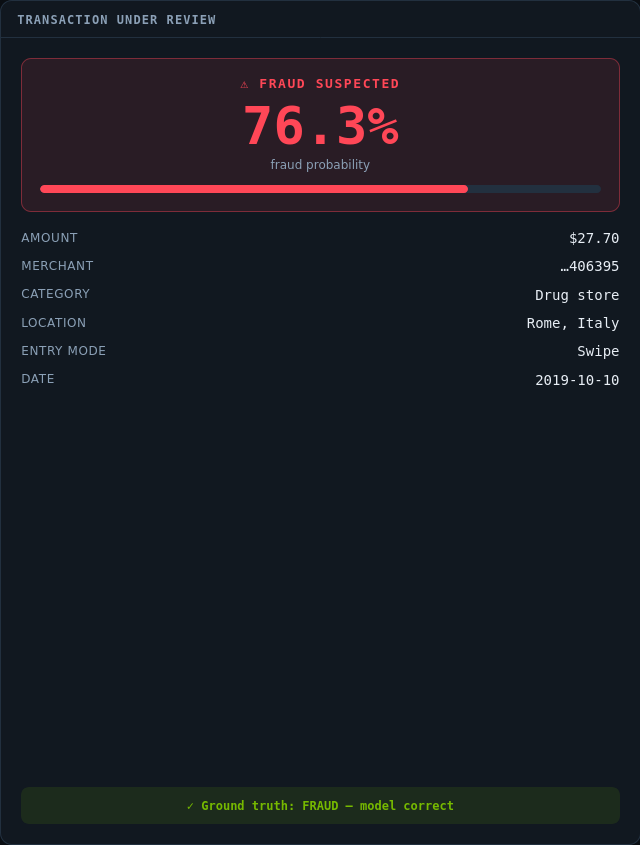 TRANSACTION UNDER REVIEW
⚠ FRAUD SUSPECTED
76.3%
fraud probability
AMOUNT $27.70
MERCHANT …406395
CATEGORY Drug store
LOCATION Rome, Italy
ENTRY MODE Swipe
DATE 2019-10-10
✓ Ground truth: FRAUD — model correct